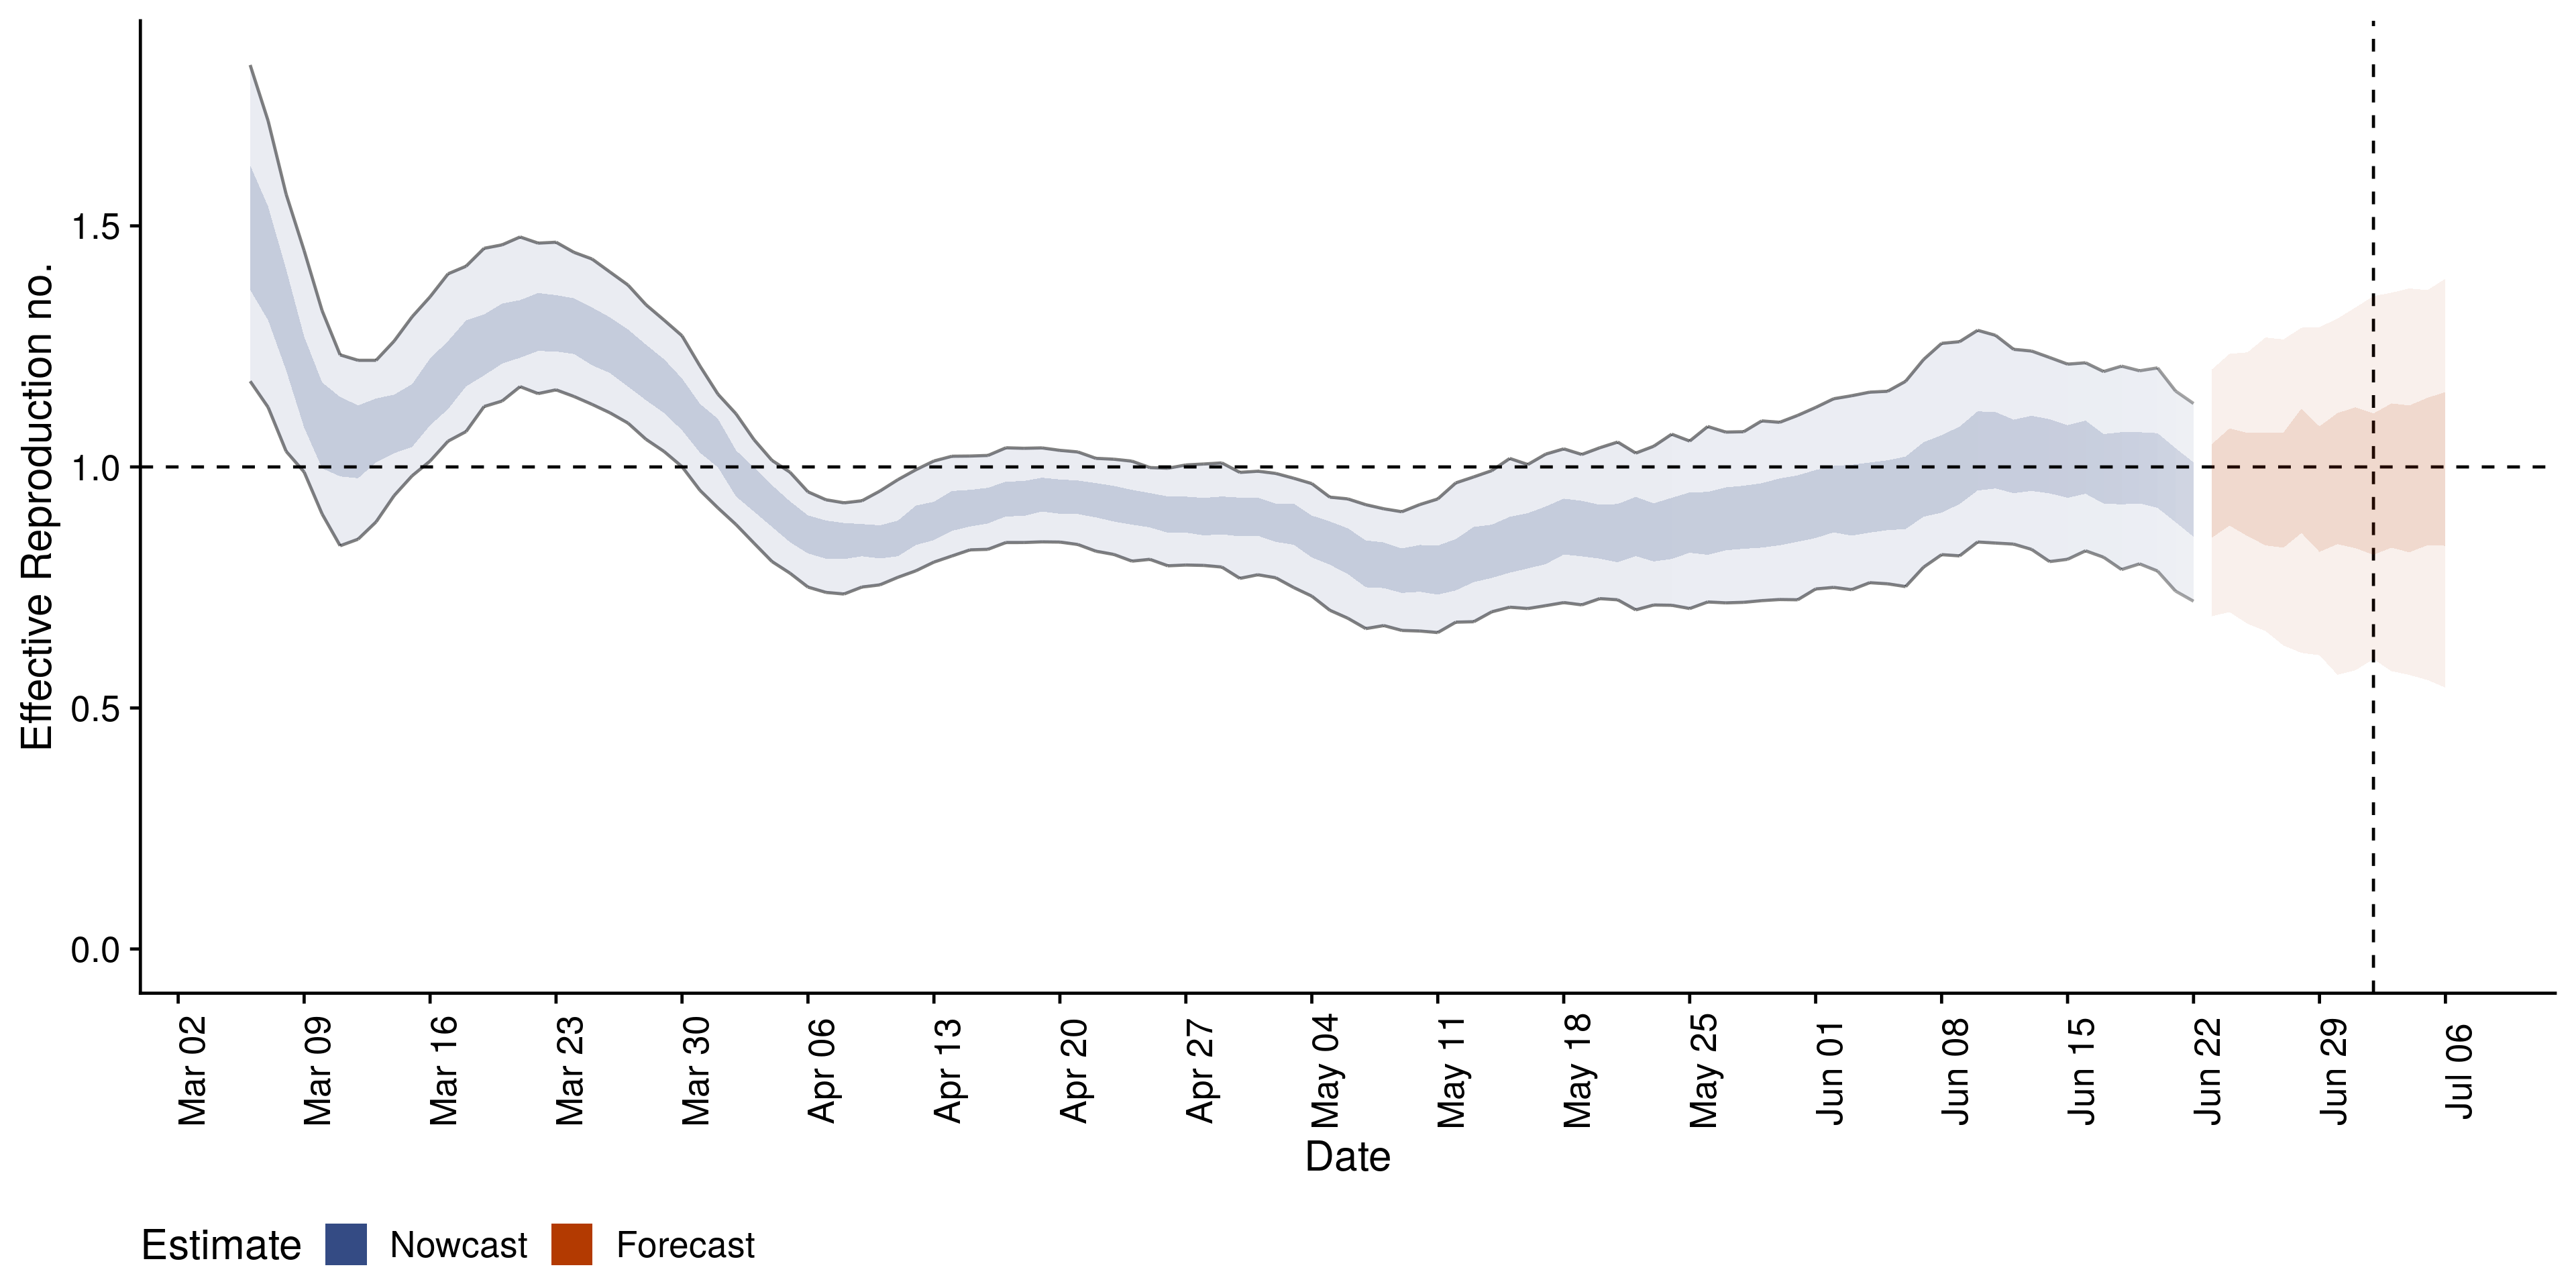 Effective Reproduction no.
1.5
1.0
0.5
0.0
Mar 02
Mar 09
Mar 16
Mar 23
Mar 30
Apr 06
Apr 13
Apr 20
Apr 27
May 04
May 11
May 18
May 25
Jun 01
Jun 08
Jun 15
Jun 22
Jun 29
Jul 06
Date
Estimate Nowcast Forecast